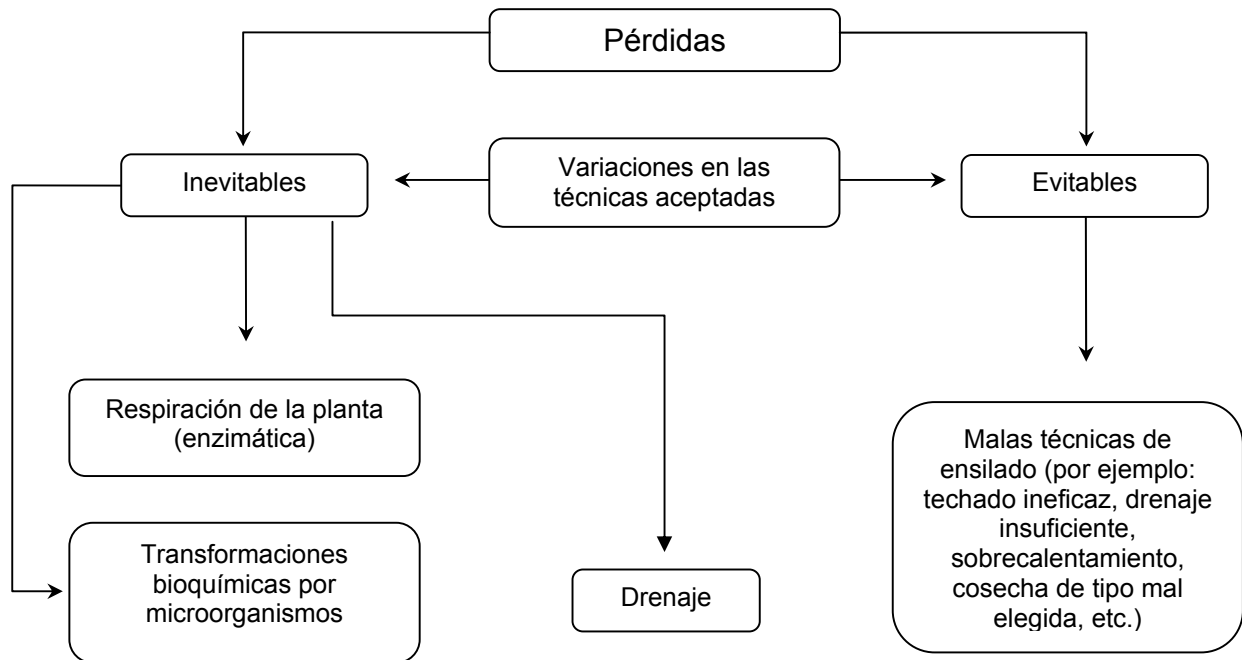 Pérdidas
Inevitables
Variaciones en las
técnicas aceptadas
Evitables
Respiración de la planta
(enzimática)
Transformaciones
bioquímicas por
microorganismos
Drenaje
Malas técnicas de
ensilado (por ejemplo:
techado ineficaz, drenaje
insuficiente,
sobrecalentamiento,
cosecha de tipo mal
elegida, etc.)